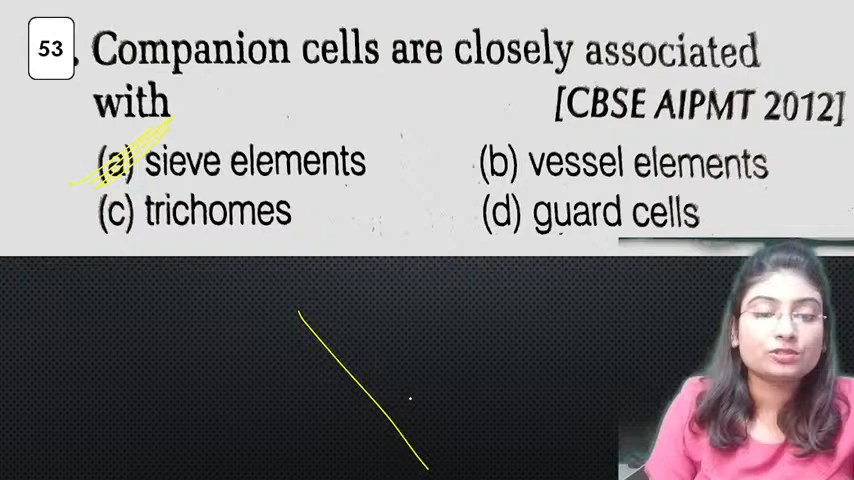 53 . Companion cells are closely associated
with [CBSE AIPMT 2012]
(a) sieve elements (b) vessel elements
(c) trichomes (d) guard cells